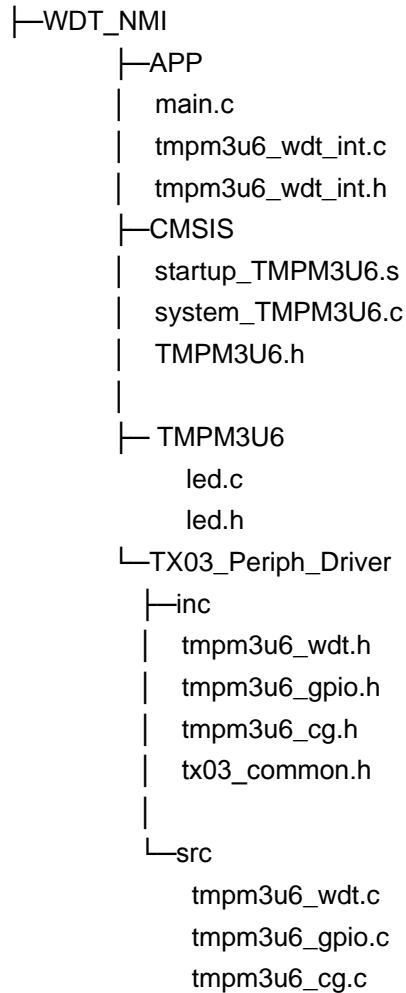 ├─WDT_NMI
├─APP
│ main.c
│ tmpm3u6_wdt_int.c
│ tmpm3u6_wdt_int.h
├─CMSIS
│ startup_TMPM3U6.s
│ system_TMPM3U6.c
│ TMPM3U6.h
│
├─ TMPM3U6
led.c
led.h
└─TX03_Periph_Driver
├─inc
│ tmpm3u6_wdt.h
│ tmpm3u6_gpio.h
│ tmpm3u6_cg.h
│ tx03_common.h
│
└─src
tmpm3u6_wdt.c
tmpm3u6_gpio.c
tmpm3u6_cg.c